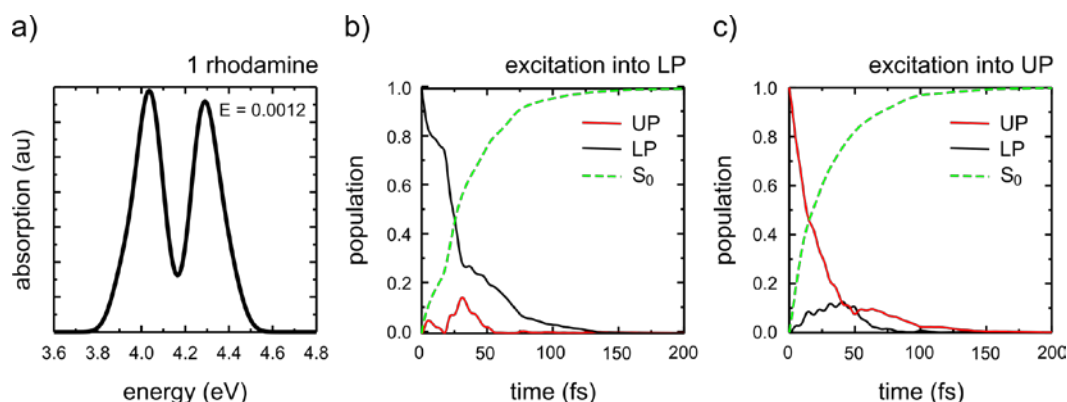 a)
1 rhodamine
E = 0.0012
absorption (au)
3.6 3.8 4.0 4.2 4.4 4.6 4.8
energy (eV)
b)
excitation into LP
UP
LP
S₀
population
1.0
0.8
0.6
0.4
0.2
0.0
0 50 100 150 200
time (fs)
c)
excitation into UP
UP
LP
S₀
population
1.0
0.8
0.6
0.4
0.2
0.0
0 50 100 150 200
time (fs)